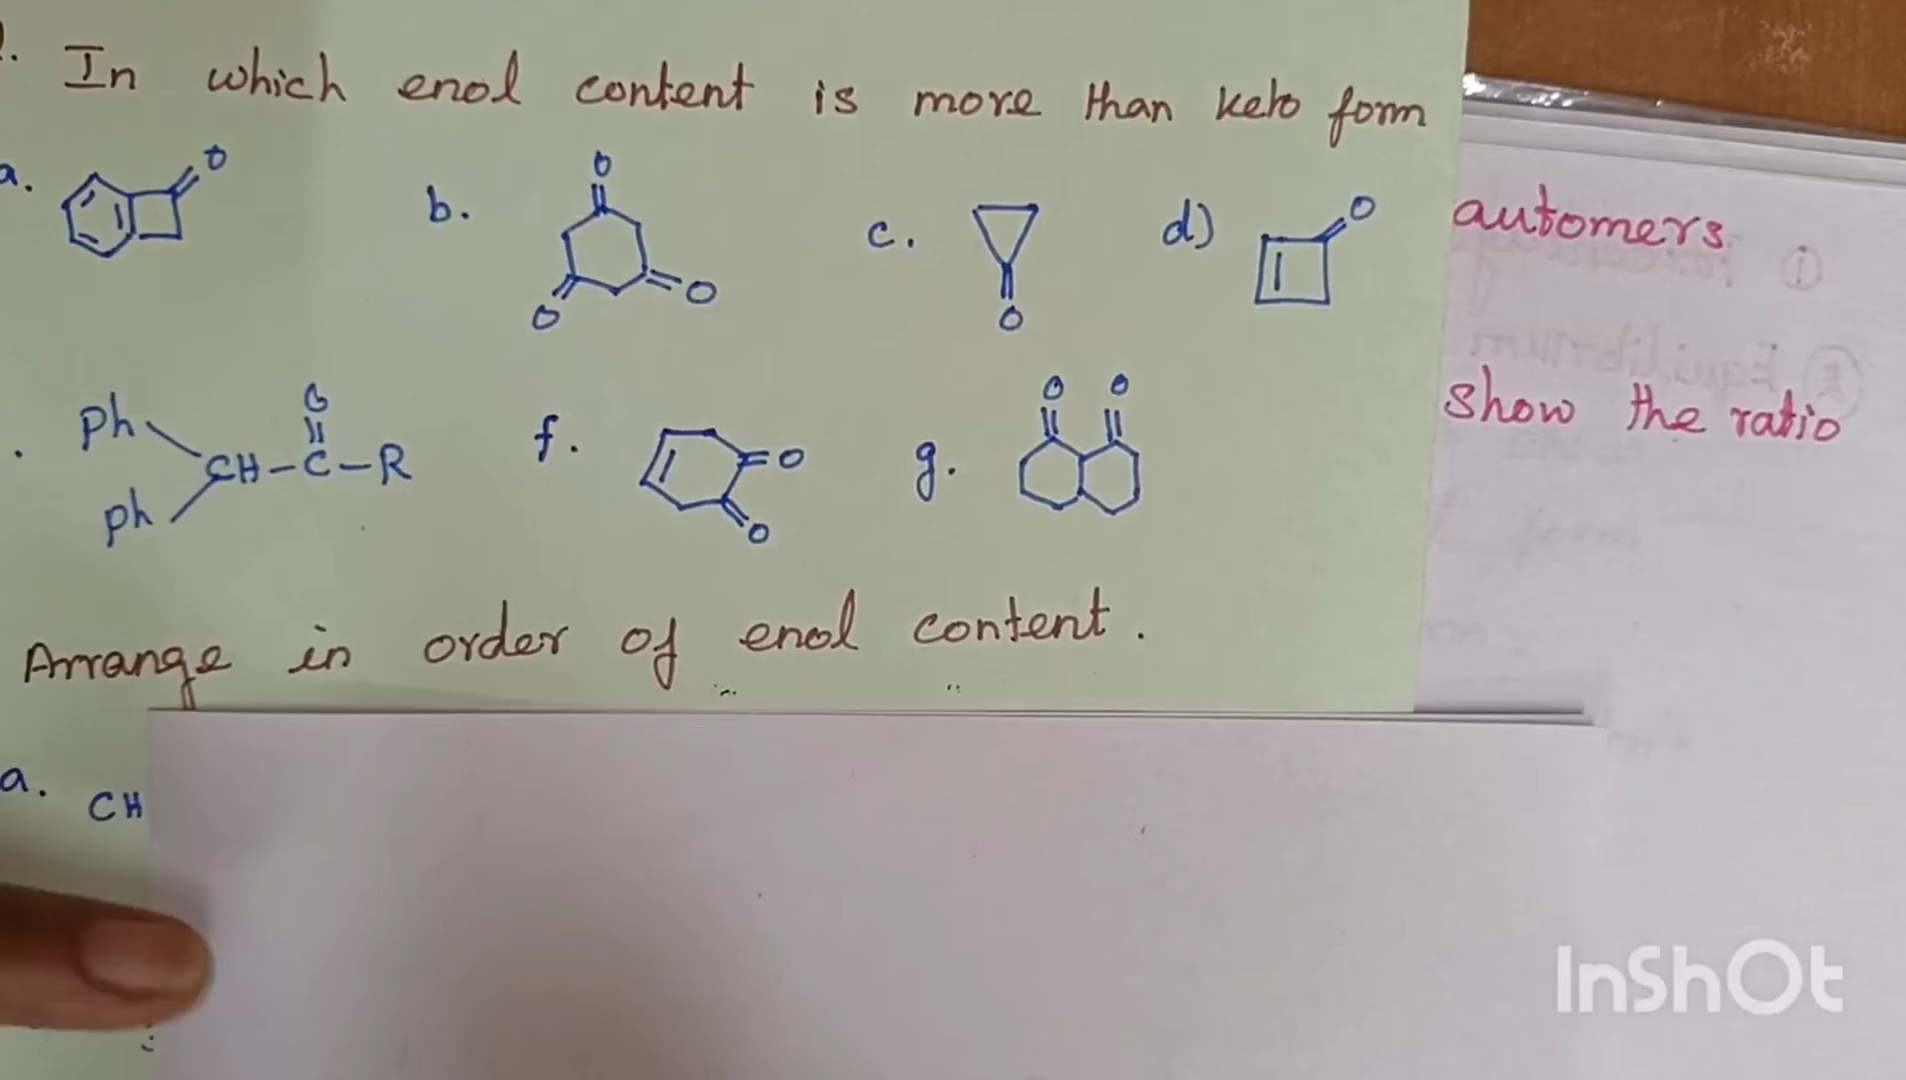 . In which enol content is more than keto form
a.
O
b.
O
O
O
c.
O
d)
O
automers
show the ratio
. Ph
Ph
CH-C-R
O
f.
O
O
g.
O O
Arrange in order of enol content.
a. CH
InShOt